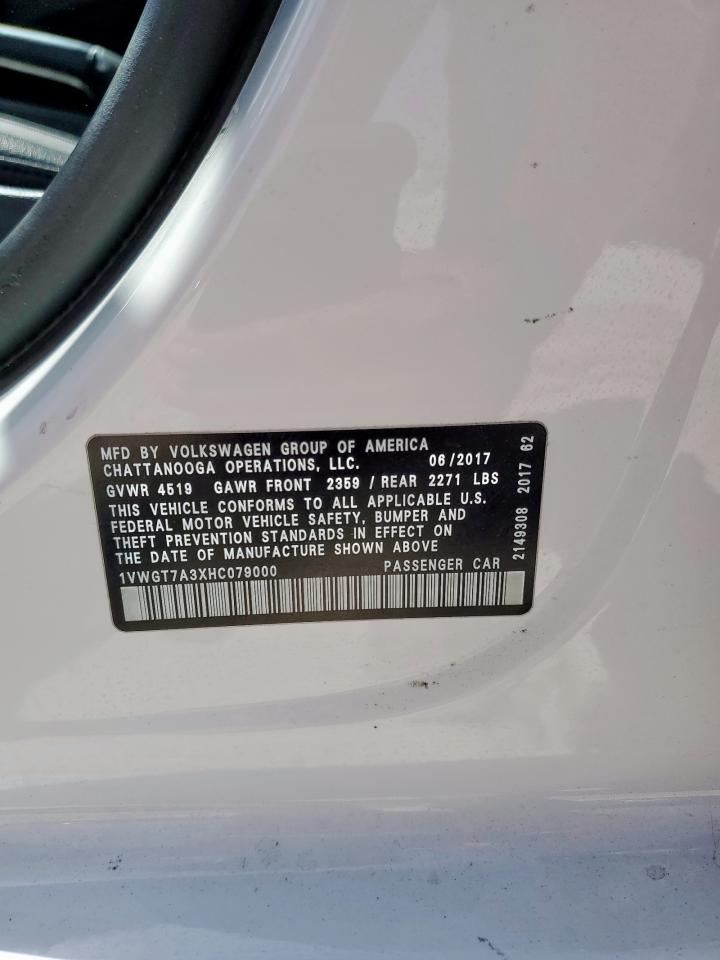 MFD BY VOLKSWAGEN GROUP OF AMERICA
CHATTANOOGA OPERATIONS, LLC. 06/2017
GVWR 4519 GAWR FRONT 2359 / REAR 2271 LBS
THIS VEHICLE CONFORMS TO ALL APPLICABLE U.S.
FEDERAL MOTOR VEHICLE SAFETY, BUMPER AND
THEFT PREVENTION STANDARDS IN EFFECT ON
THE DATE OF MANUFACTURE SHOWN ABOVE
1VWGT7A3XHC079000 PASSENGER CAR
2149308 2017 62